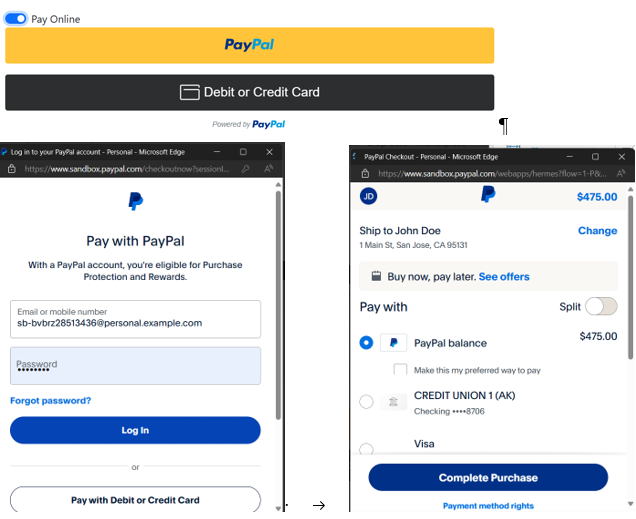 Pay Online
PayPal
Debit or Credit Card
Powered by PayPal
¶
Log in to your PayPal account - Personal - Microsoft Edge
https://www.sandbox.paypal.com/checkoutnow?sessionI...
Pay with PayPal
With a PayPal account, you're eligible for Purchase
Protection and Rewards.
Email or mobile number
sb-bvbrz28513436@personal.example.com
Password
••••••••
Forgot password?
Log In
or
Pay with Debit or Credit Card
→
PayPal Checkout - Personal - Microsoft Edge
https://www.sandbox.paypal.com/webapps/hermes?flow=1-P&...
JD
$475.00
Ship to John Doe
Change
1 Main St, San Jose, CA 95131
Buy now, pay later. See offers
Pay with
Split
PayPal balance
$475.00
Make this my preferred way to pay
CREDIT UNION 1 (AK)
Checking ••••8706
Visa
Complete Purchase
Payment method rights